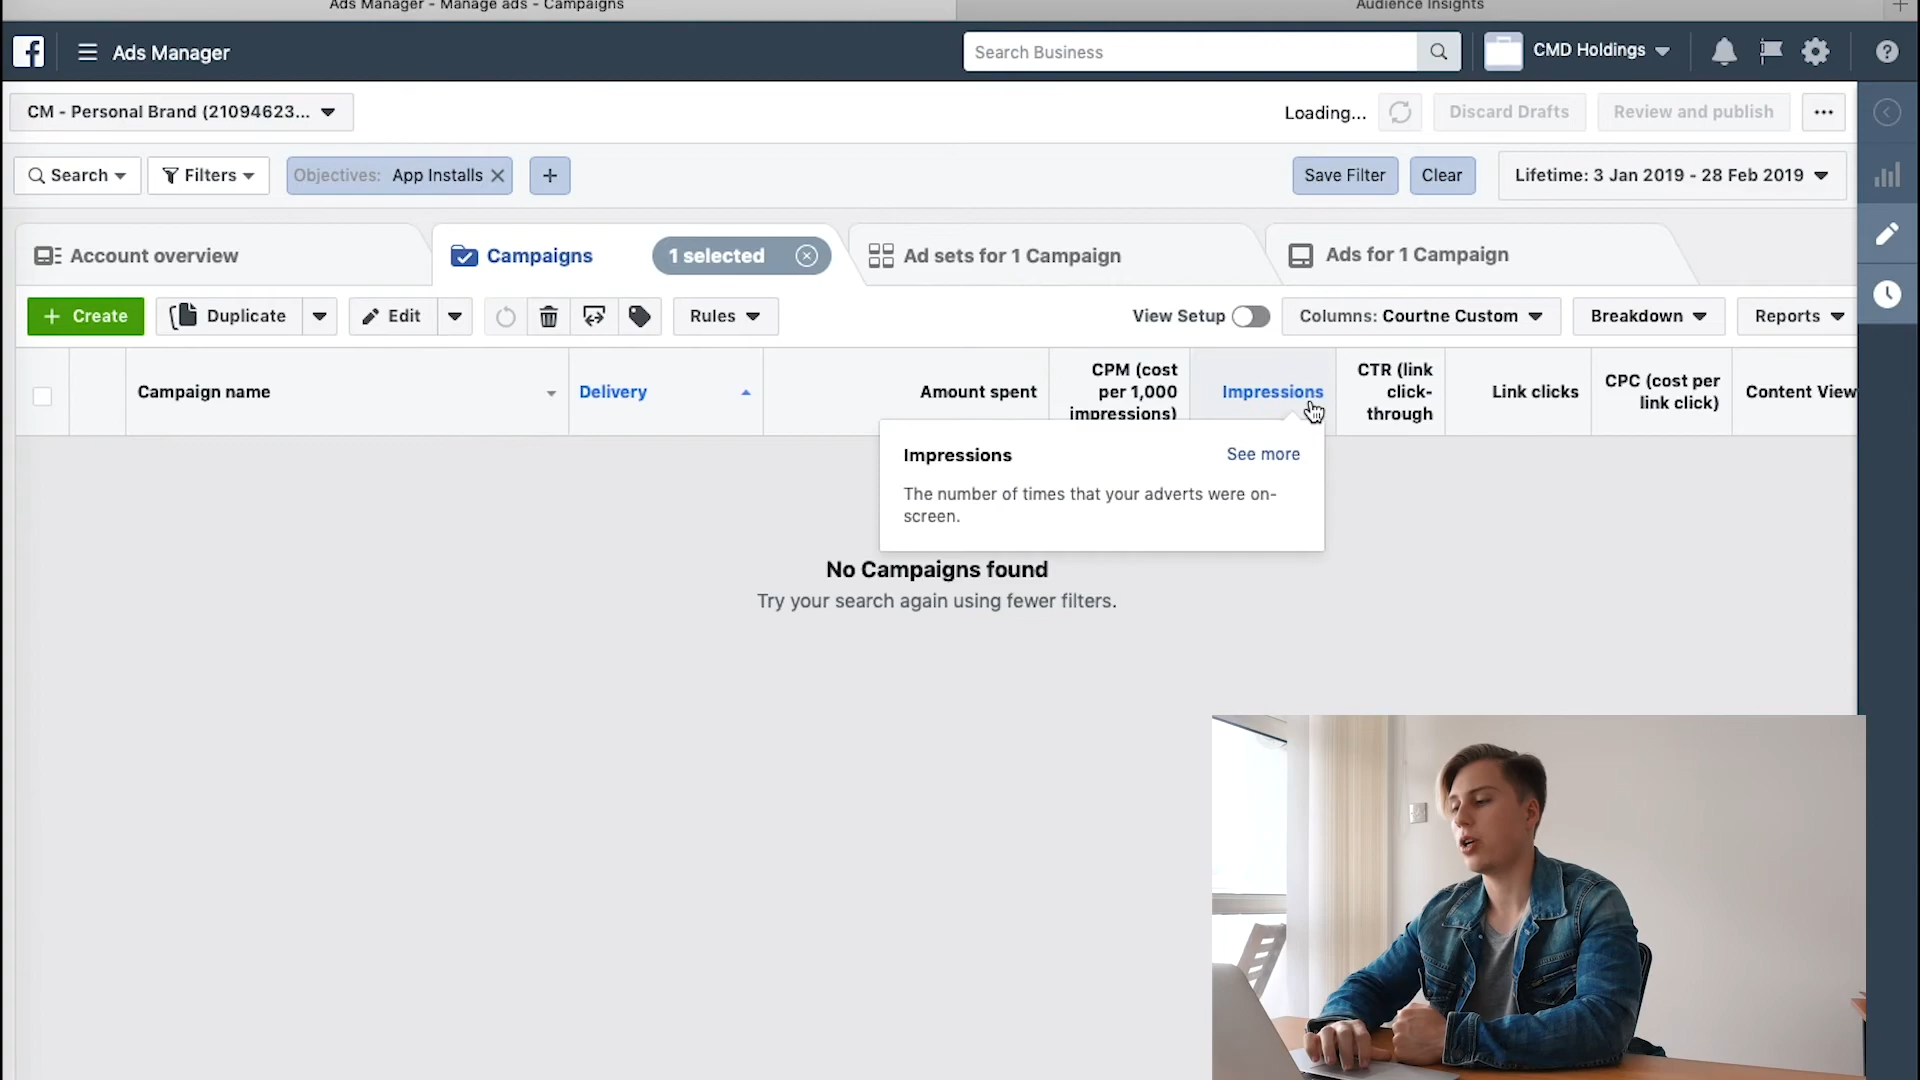 Ads Manager - Manage ads - Campaigns
Audience Insights
Ads Manager
Search Business
CMD Holdings
CM - Personal Brand (21094623...
Loading...
Discard Drafts
Review and publish
Search
Filters
Objectives: App Installs
Save Filter
Clear
Lifetime: 3 Jan 2019 - 28 Feb 2019
Account overview
Campaigns
1 selected
Ad sets for 1 Campaign
Ads for 1 Campaign
+ Create
Duplicate
Edit
Rules
View Setup
Columns: Courtne Custom
Breakdown
Reports
Campaign name
Delivery
Amount spent
CPM (cost
per 1,000
impressions)
Impressions
CTR (link
click-
through
Link clicks
CPC (cost per
link click)
Content View
Impressions
See more
The number of times that your adverts were on-
screen.
No Campaigns found
Try your search again using fewer filters.